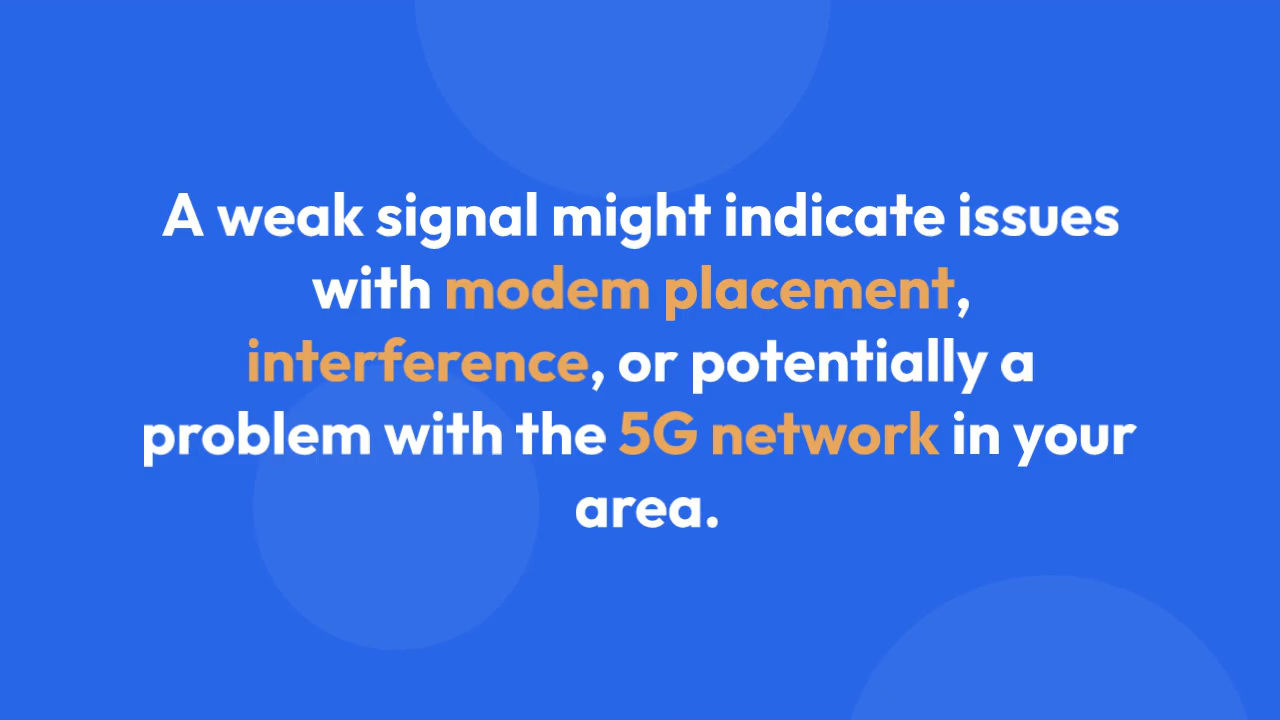 A weak signal might indicate issues
with modem placement,
interference, or potentially a
problem with the 5G network in your
area.